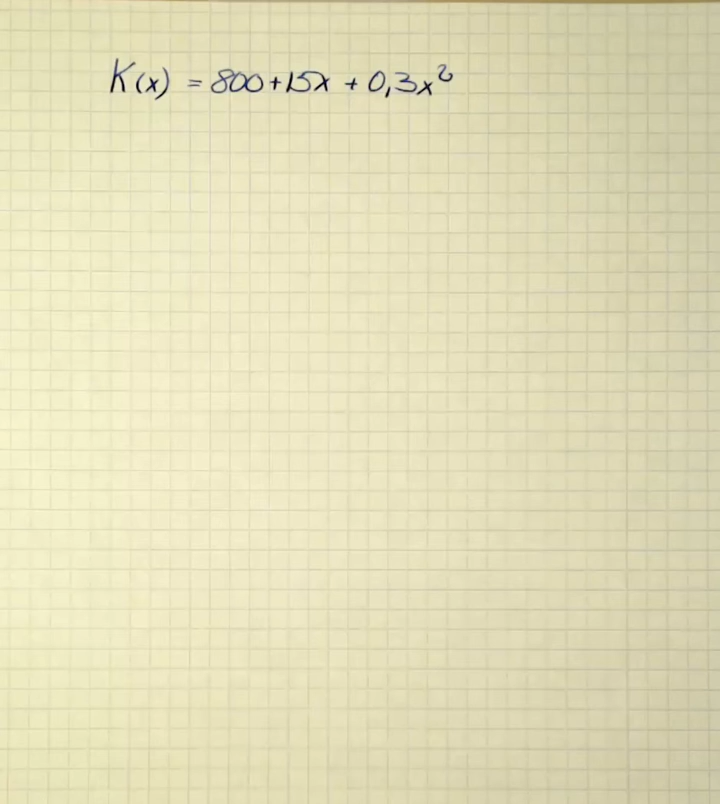 K(x) = 800+15x + 0,3x²